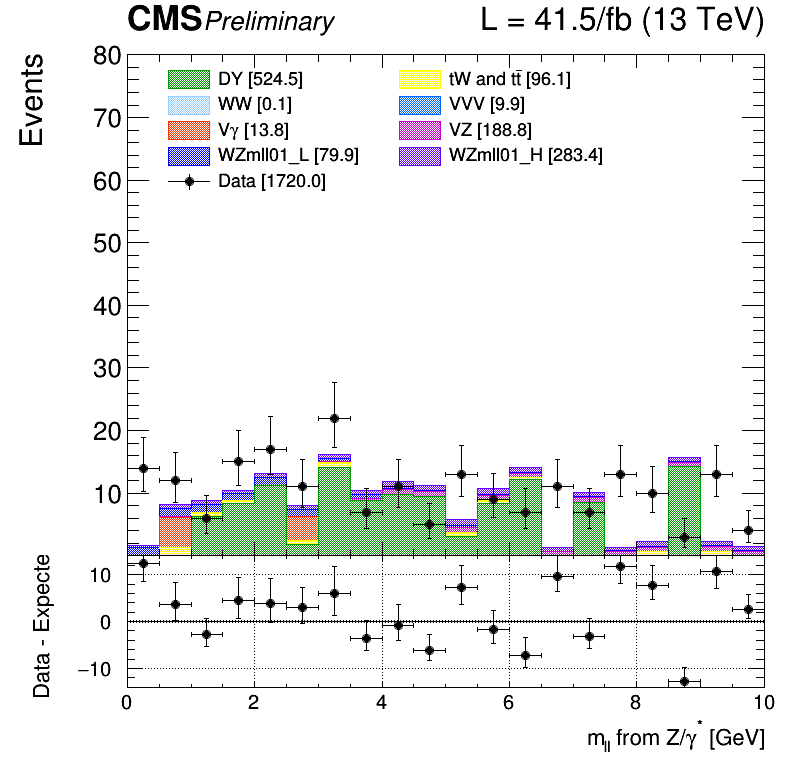 CMS Preliminary L = 41.5/fb (13 TeV)
Events
80
70
60
50
40
30
20
10
DY [524.5]
tW and tt̄ [96.1]
WW [0.1]
VVV [9.9]
Vγ [13.8]
VZ [188.8]
WZmll01_L [79.9]
WZmll01_H [283.4]
Data [1720.0]
Data - Expecte
10
0
−10
0 2 4 6 8 10
m_ll from Z/γ* [GeV]